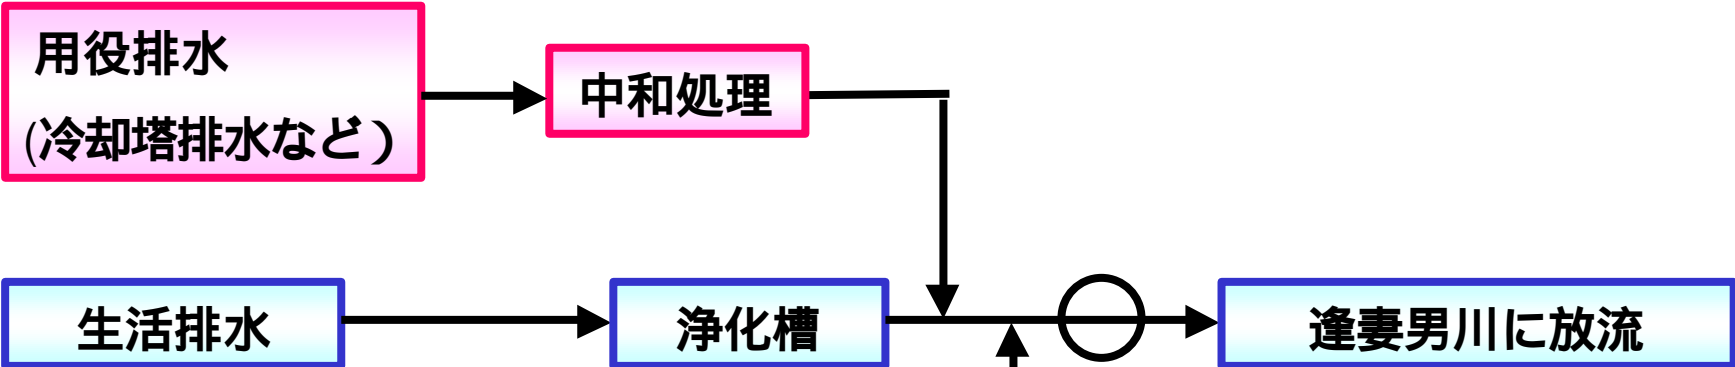 用役排水
(冷却塔排水など)
中和処理
生活排水
浄化槽
逢妻男川に放流